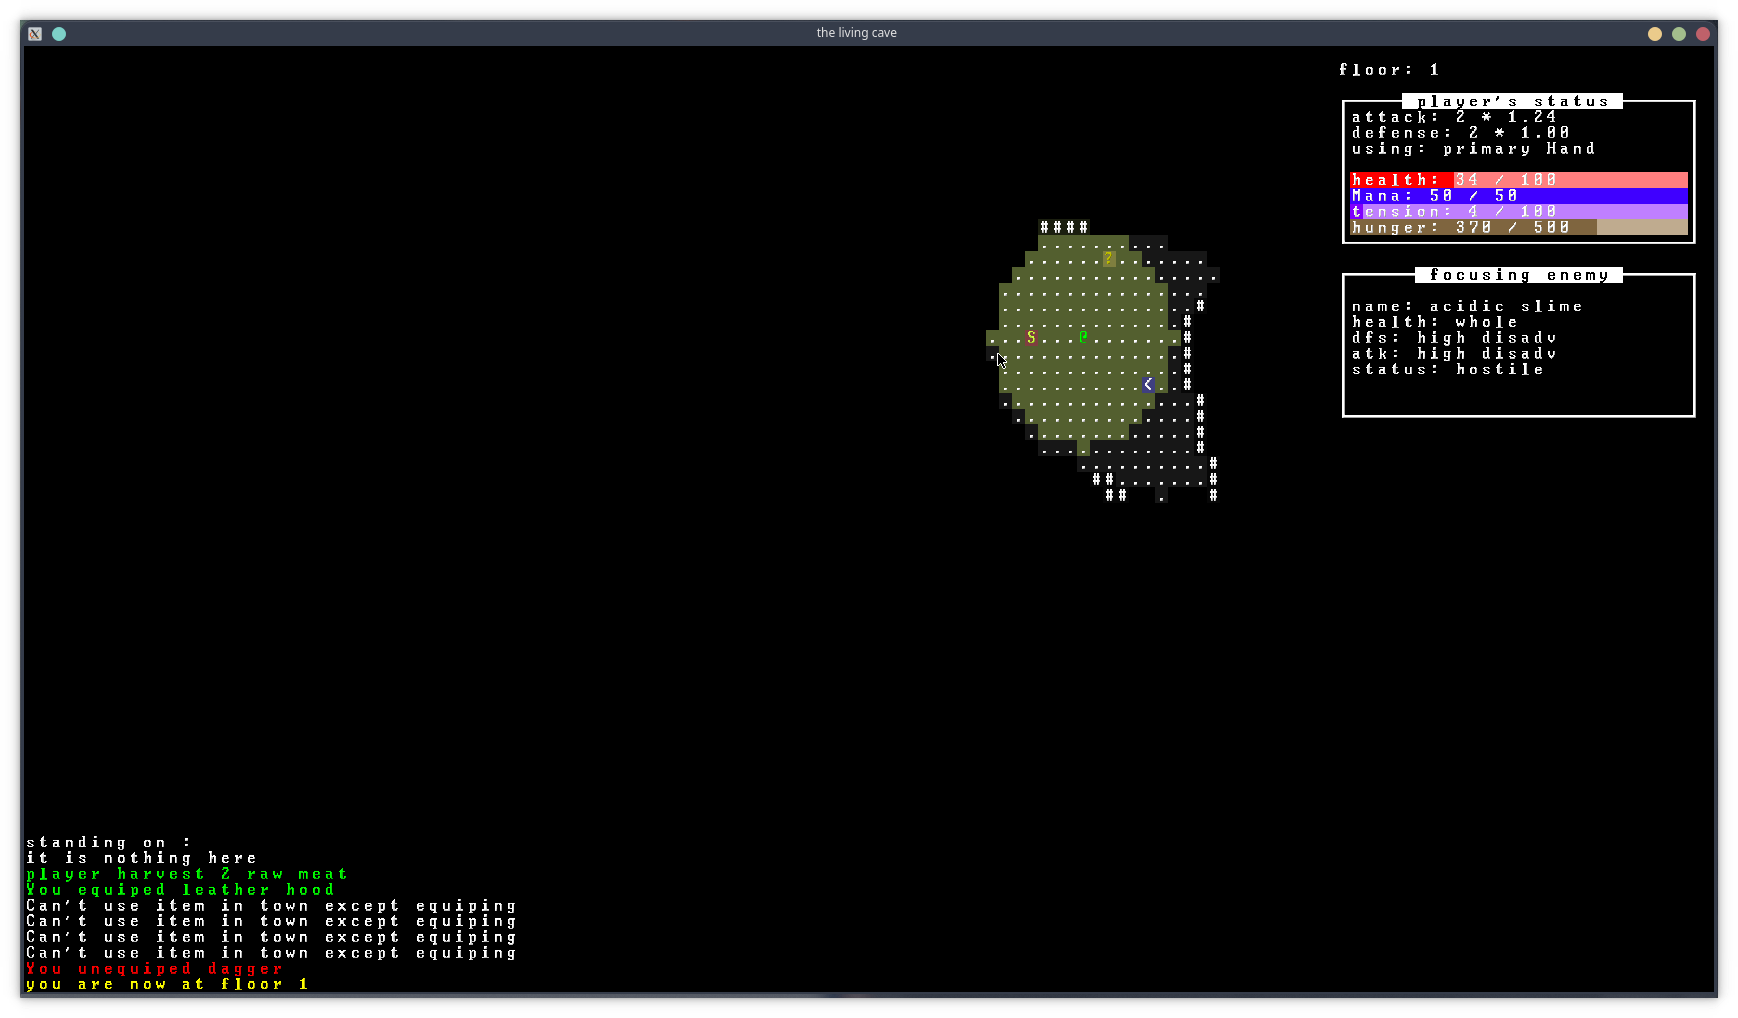 the living cave
floor: 1
player's status
attack: 2 * 1.24
defense: 2 * 1.00
using: primary Hand
health: 34 / 100
Mana: 50 / 50
tension: 4 / 100
hunger: 370 / 500
focusing enemy
name: acidic slime
health: whole
dfs: high disadv
atk: high disadv
status: hostile
####
?
#
#
S @ #
#
#
< #
#
#
#
#
#
## #
## #
standing on :
it is nothing here
player harvest 2 raw meat
You equiped leather hood
Can't use item in town except equiping
Can't use item in town except equiping
Can't use item in town except equiping
Can't use item in town except equiping
You unequiped dagger
you are now at floor 1